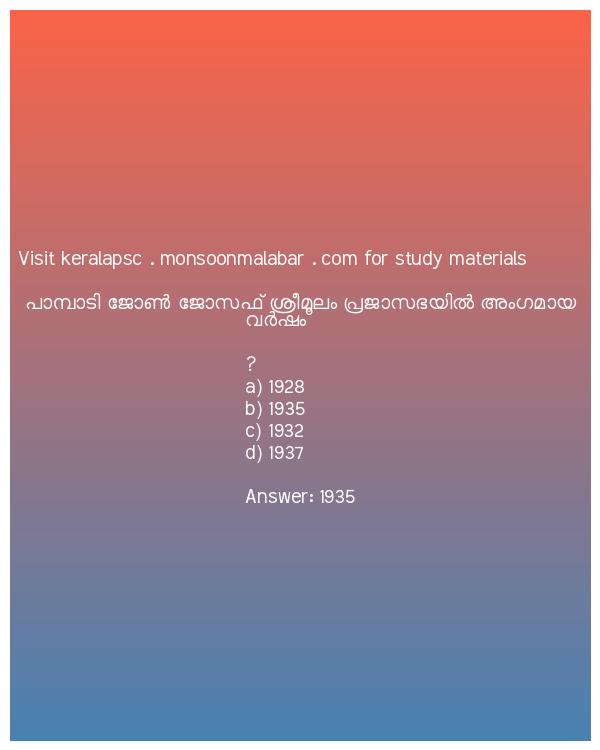 Visit keralapsc . monsoonmalabar . com for study materials
പാമ്പാടി ജോൺ ജോസഫ് ശ്രീമൂലം പ്രജാസഭയിൽ അംഗമായ
വർഷം
?
a) 1928
b) 1935
c) 1932
d) 1937
Answer: 1935